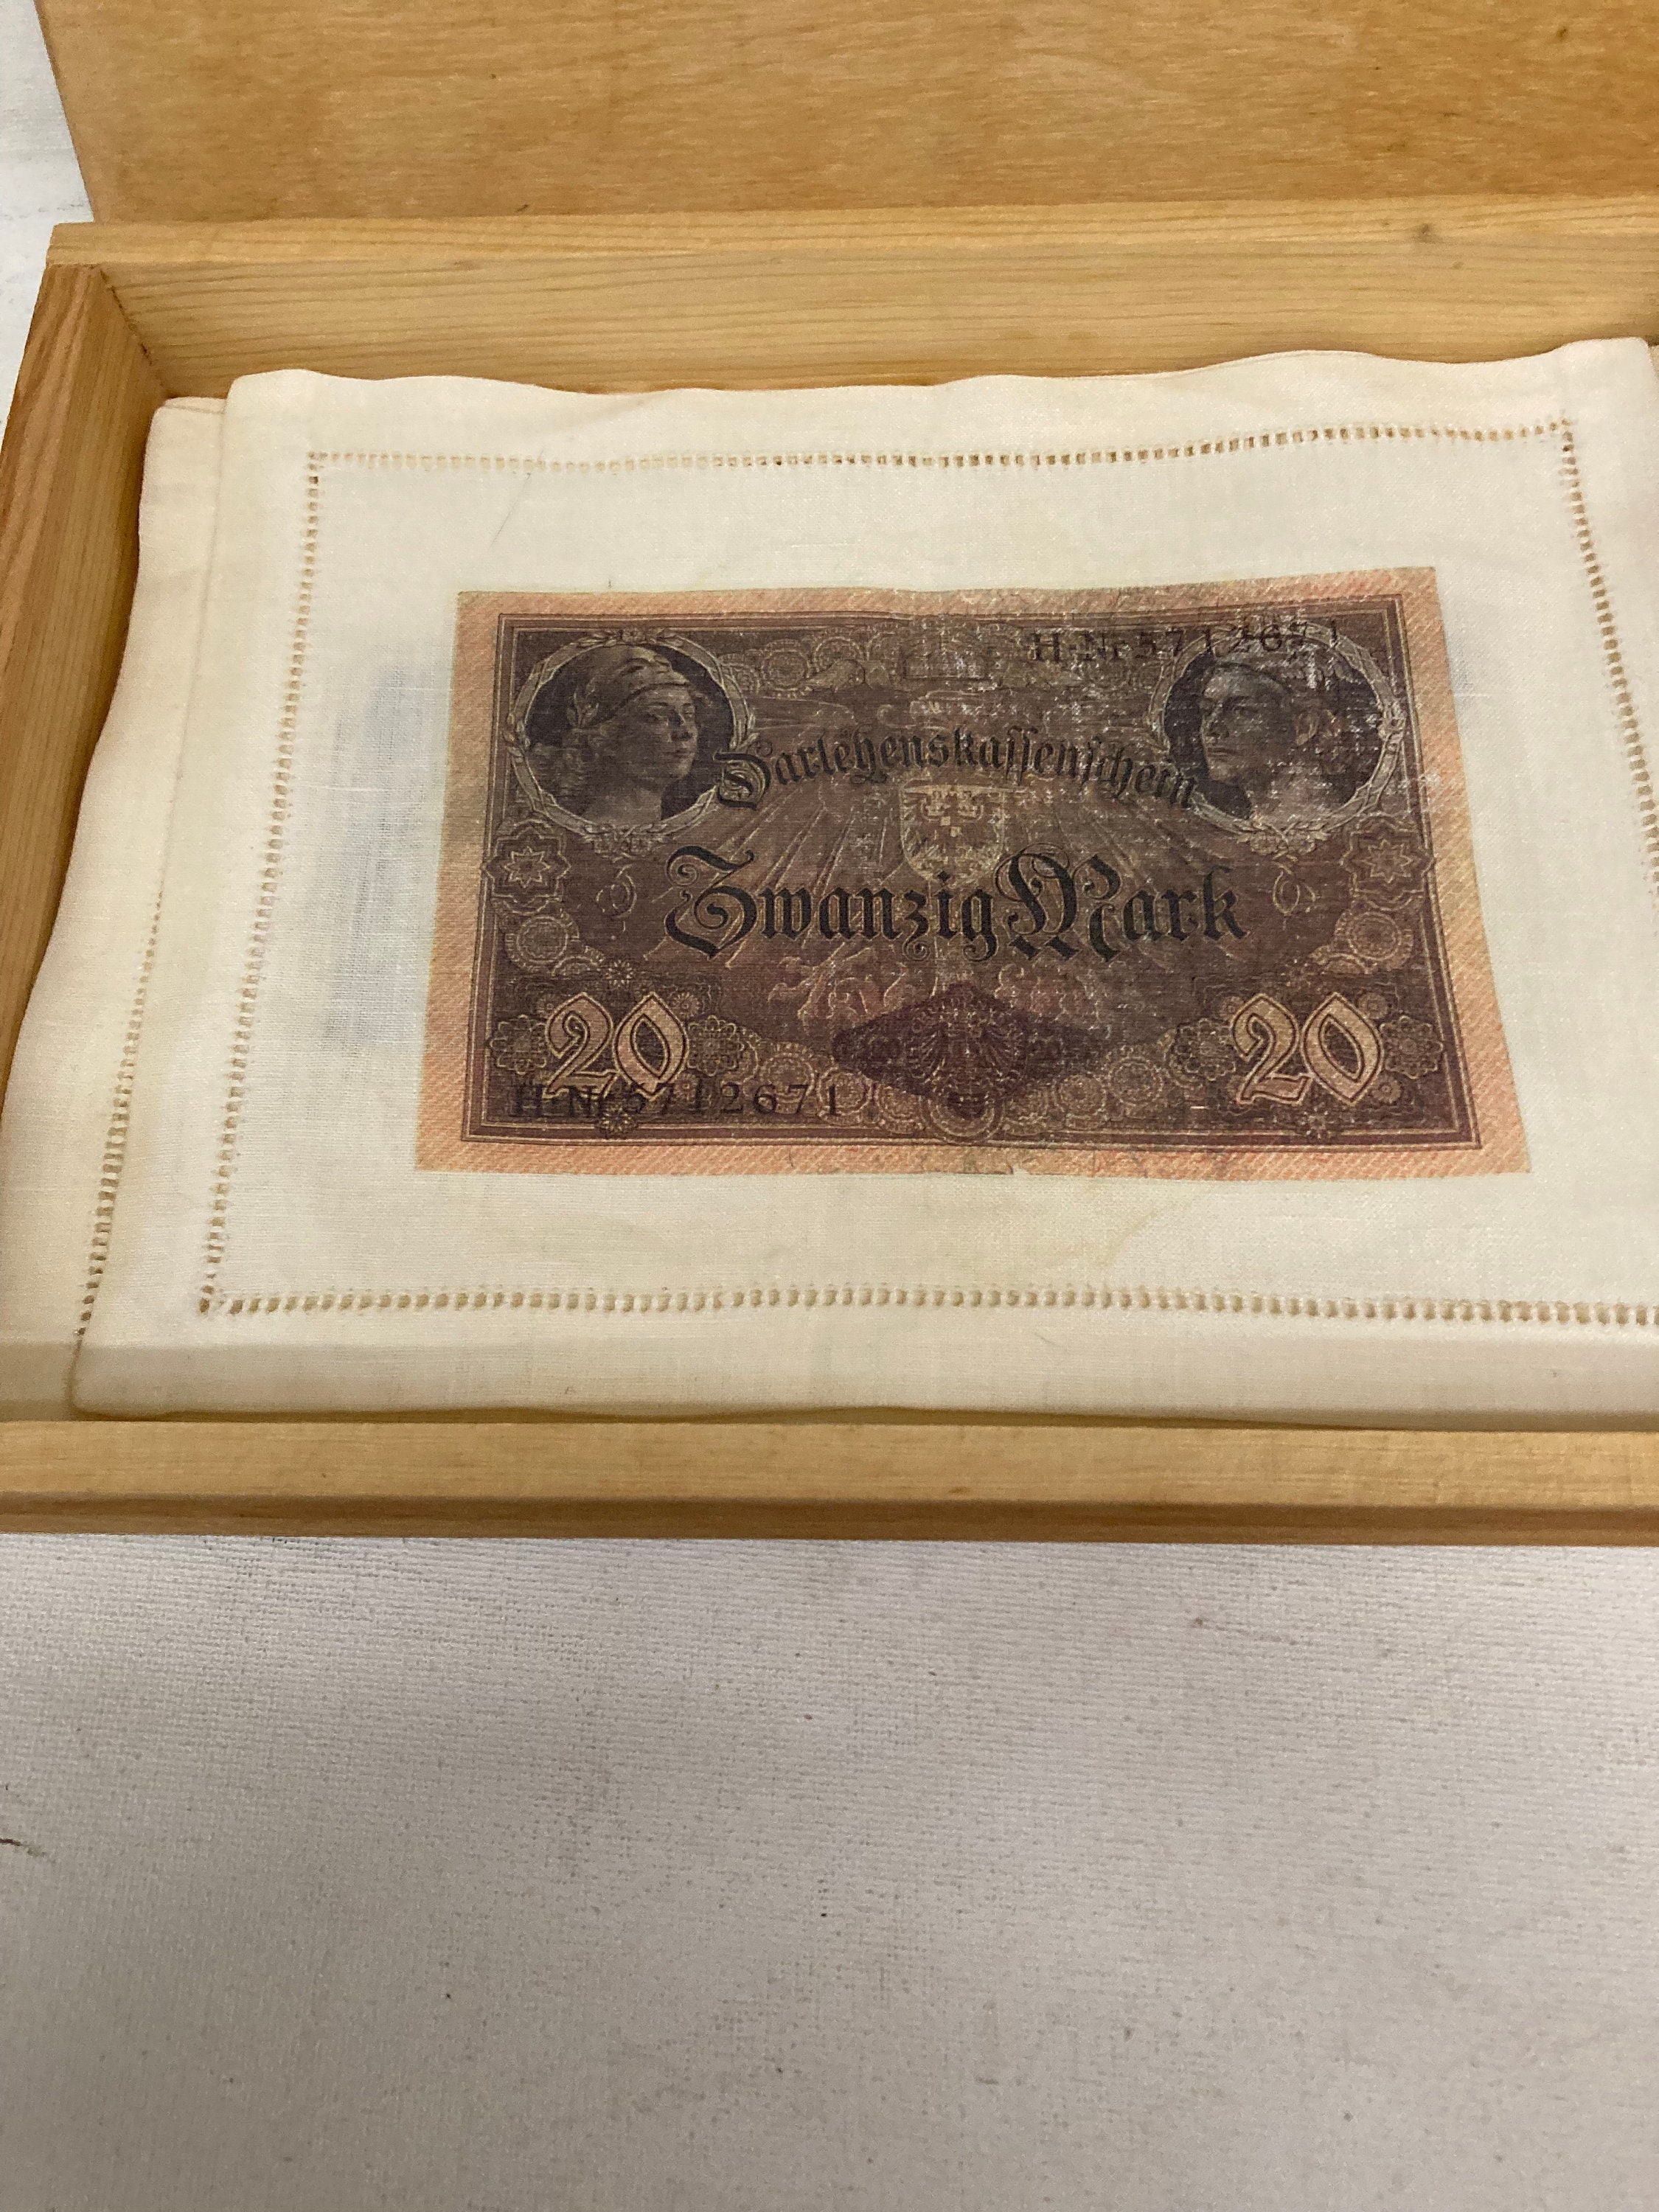 H·Nr 5712671
Darlehenskassenschein
Zwanzig Mark
20 20
H·Nr 5712671